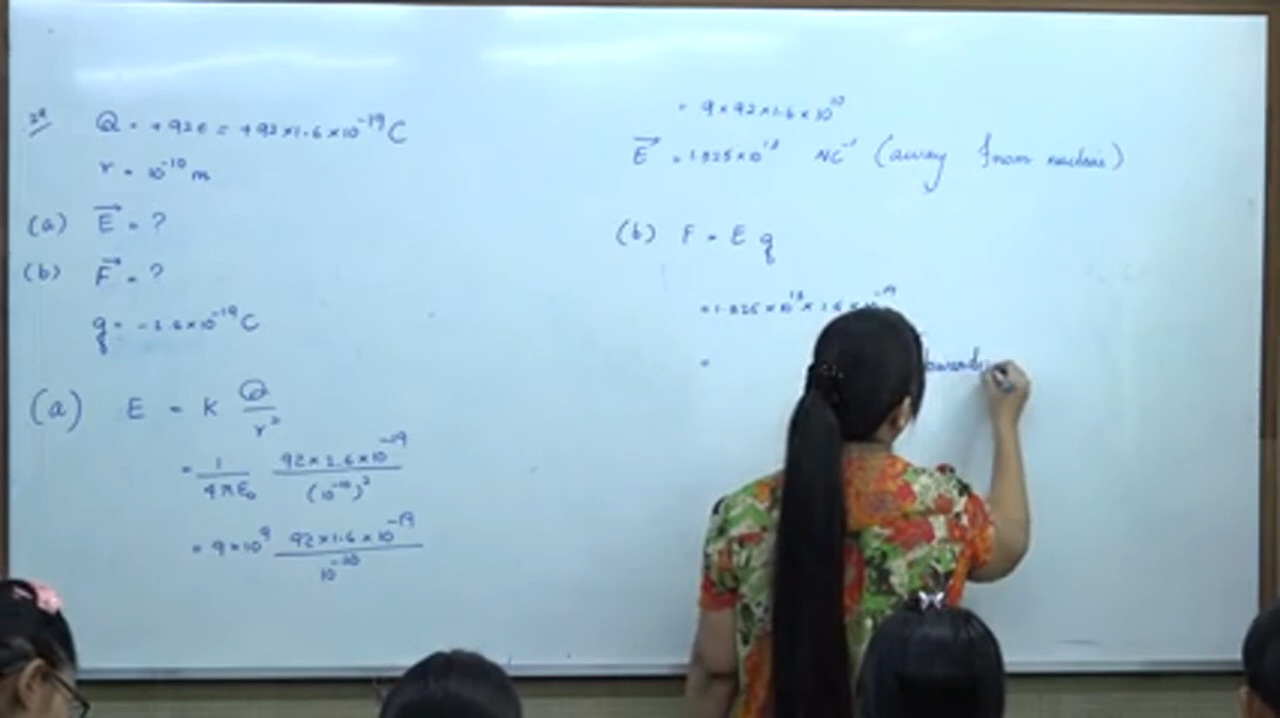 Q = +92e = +92×1.6×10⁻¹⁹ C
r = 10⁻¹⁰ m
(a) E⃗ = ?
(b) F⃗ = ?
q = -1.6×10⁻¹⁹ C
(a) E = K Q/r²
= 1/4πε₀ 92×1.6×10⁻¹⁹/(10⁻¹⁰)²
= 9×10⁹ 92×1.6×10⁻¹⁹/10⁻²⁰
= 9×92×1.6×10¹⁰
E⃗ = 1.325×10¹³ NC⁻¹ (away from nucleus)
(b) F = E q
= 1.325×10¹³×1.6×10⁻¹⁹
= towards